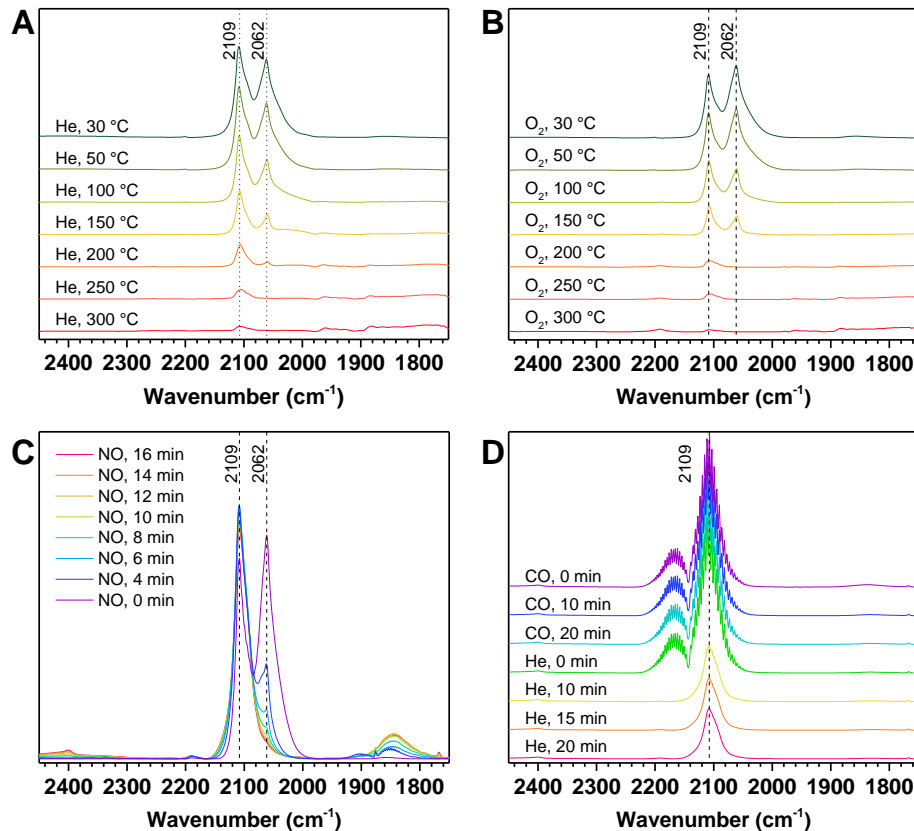 A
2109
2062
He, 30 °C
He, 50 °C
He, 100 °C
He, 150 °C
He, 200 °C
He, 250 °C
He, 300 °C
2400 2300 2200 2100 2000 1900 1800
Wavenumber (cm⁻¹)
B
2109
2062
O₂, 30 °C
O₂, 50 °C
O₂, 100 °C
O₂, 150 °C
O₂, 200 °C
O₂, 250 °C
O₂, 300 °C
2400 2300 2200 2100 2000 1900 1800
Wavenumber (cm⁻¹)
C
2109
2062
NO, 16 min
NO, 14 min
NO, 12 min
NO, 10 min
NO, 8 min
NO, 6 min
NO, 4 min
NO, 0 min
2400 2300 2200 2100 2000 1900 1800
Wavenumber (cm⁻¹)
D
2109
CO, 0 min
CO, 10 min
CO, 20 min
He, 0 min
He, 10 min
He, 15 min
He, 20 min
2400 2300 2200 2100 2000 1900 1800
Wavenumber (cm⁻¹)